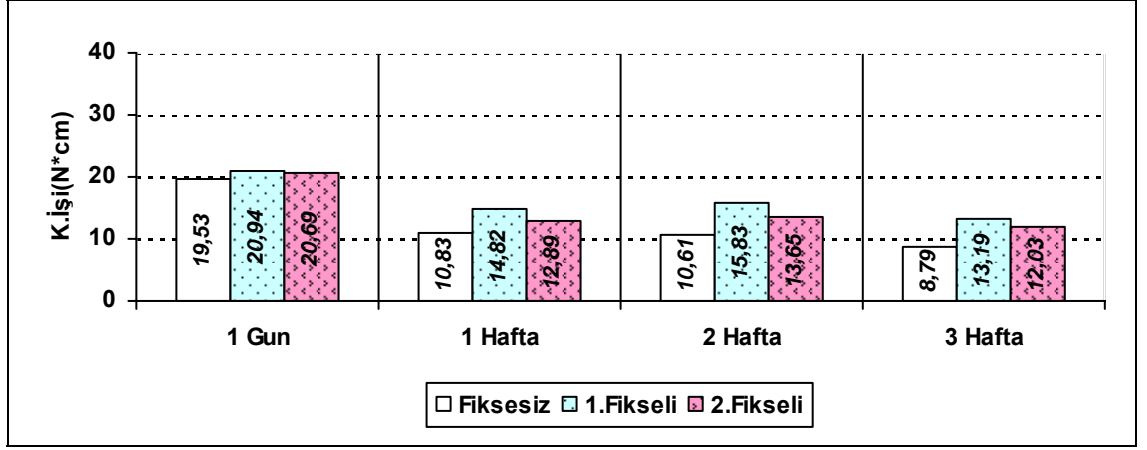 K.İşi(N*cm)
40
30
20
10
0
19,53
20,94
20,69
10,83
14,82
12,89
10,61
15,83
13,65
8,79
13,19
12,03
1 Gun
1 Hafta
2 Hafta
3 Hafta
Fiksesiz 1.Fikseli 2.Fikseli